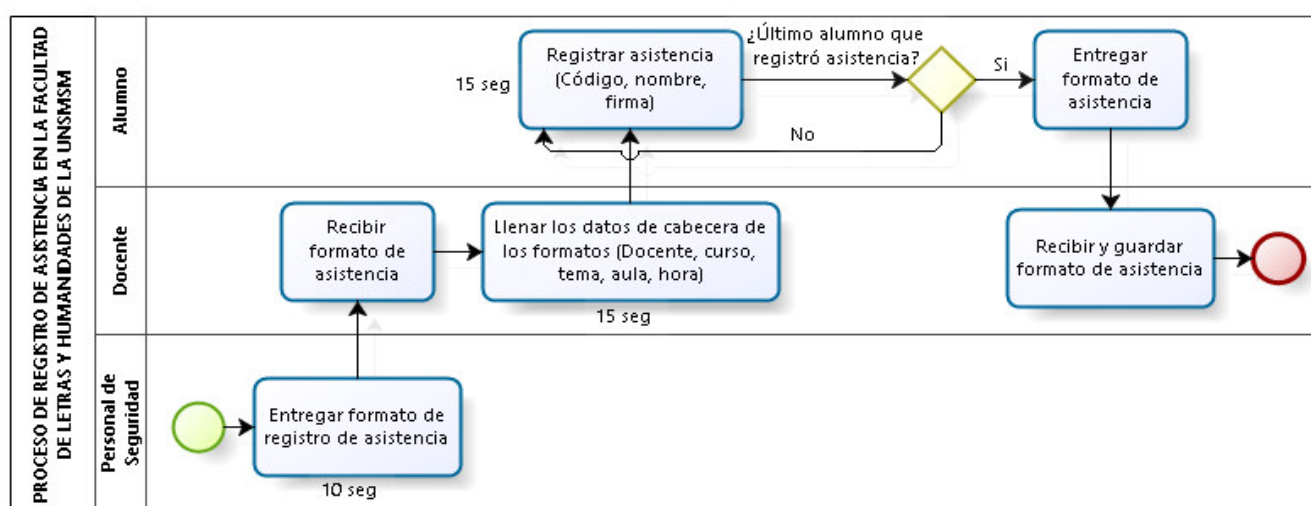 PROCESO DE REGISTRO DE ASISTENCIA EN LA FACULTAD
DE LETRAS Y HUMANIDADES DE LA UNSMSM
Alumno
Registrar asistencia
(Código, nombre,
firma)
15 seg
¿Último alumno que
registró asistencia?
Si
No
Entregar
formato de
asistencia
Docente
Recibir
formato de
asistencia
Llenar los datos de cabecera de
los formatos (Docente, curso,
tema, aula, hora)
15 seg
Recibir y guardar
formato de asistencia
Personal de
Seguridad
Entregar formato de
registro de asistencia
10 seg